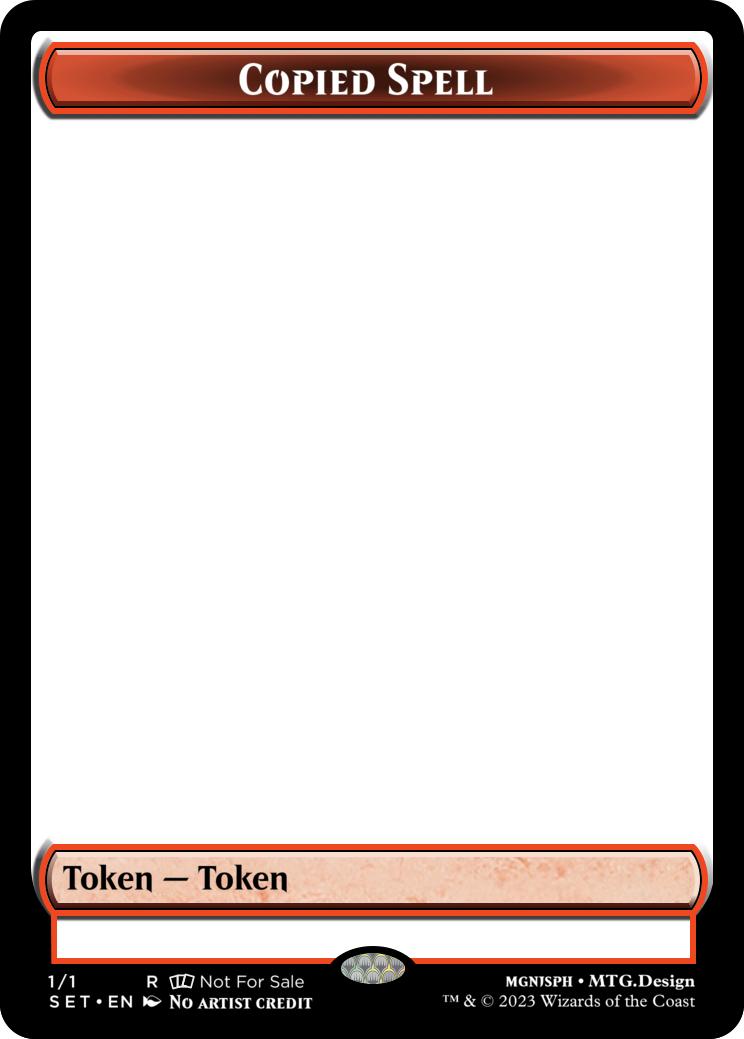 Copied Spell
Token — Token
1/1 R Not For Sale
SET • EN No artist credit
MGNJSPH • MTG.Design
™ & © 2023 Wizards of the Coast